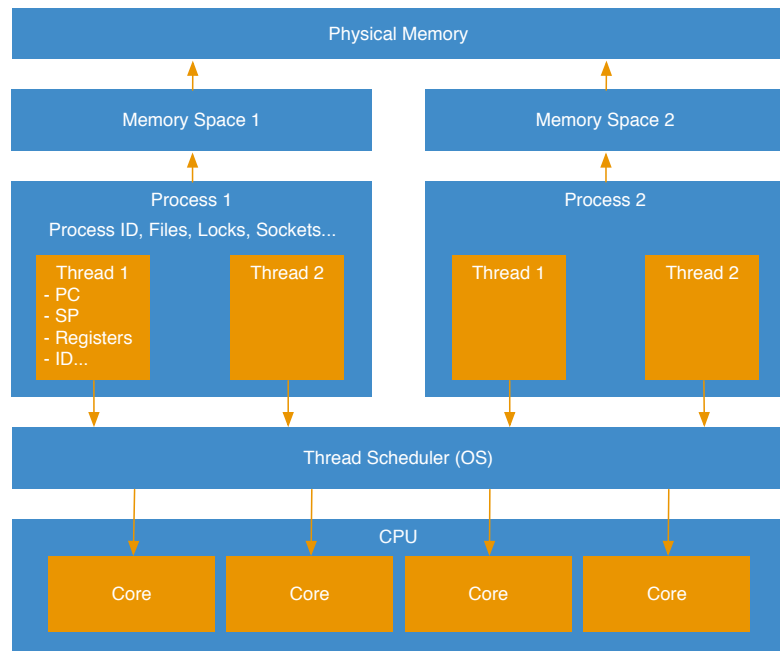 Physical Memory
Memory Space 1
Memory Space 2
Process 1
Process ID, Files, Locks, Sockets...
Thread 1
- PC
- SP
- Registers
- ID...
Thread 2
Process 2
Thread 1
Thread 2
Thread Scheduler (OS)
CPU
Core
Core
Core
Core